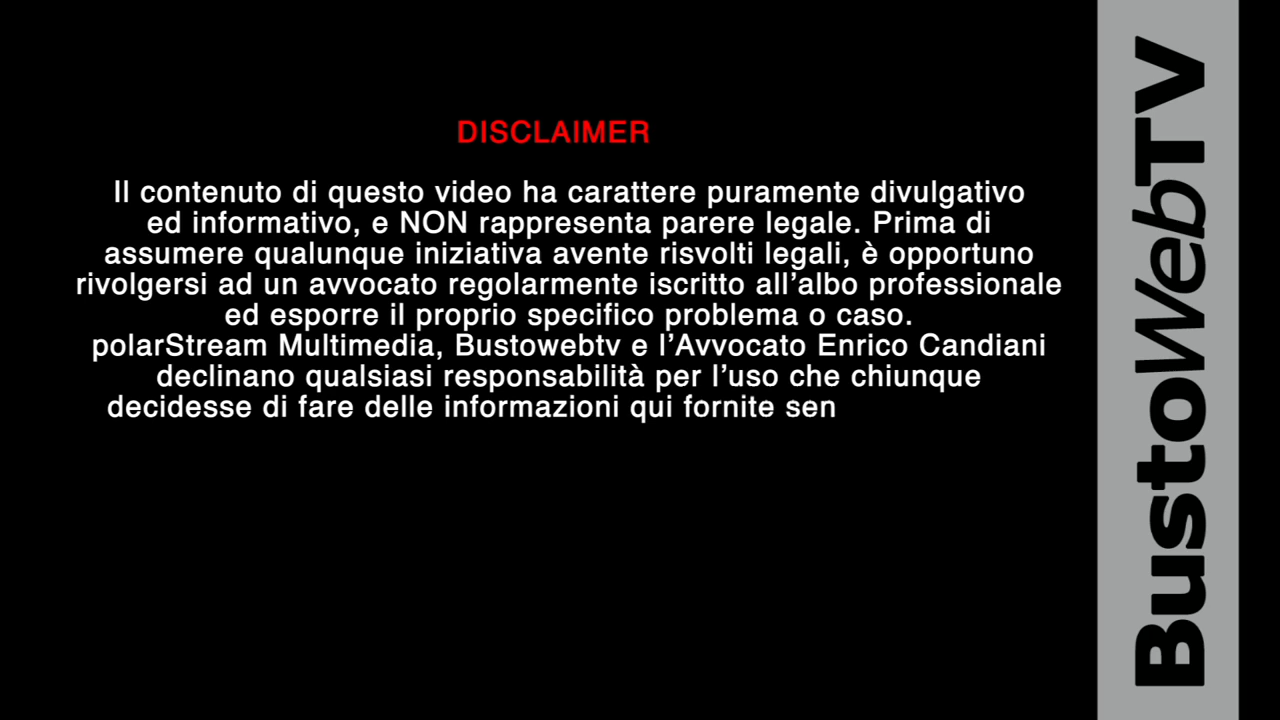 DISCLAIMER
Il contenuto di questo video ha carattere puramente divulgativo
ed informativo, e NON rappresenta parere legale. Prima di
assumere qualunque iniziativa avente risvolti legali, è opportuno
rivolgersi ad un avvocato regolarmente iscritto all’albo professionale
ed esporre il proprio specifico problema o caso.
polarStream Multimedia, Bustowebtv e l’Avvocato Enrico Candiani
declinano qualsiasi responsabilità per l’uso che chiunque
decidesse di fare delle informazioni qui fornite sen
BustoWebTV